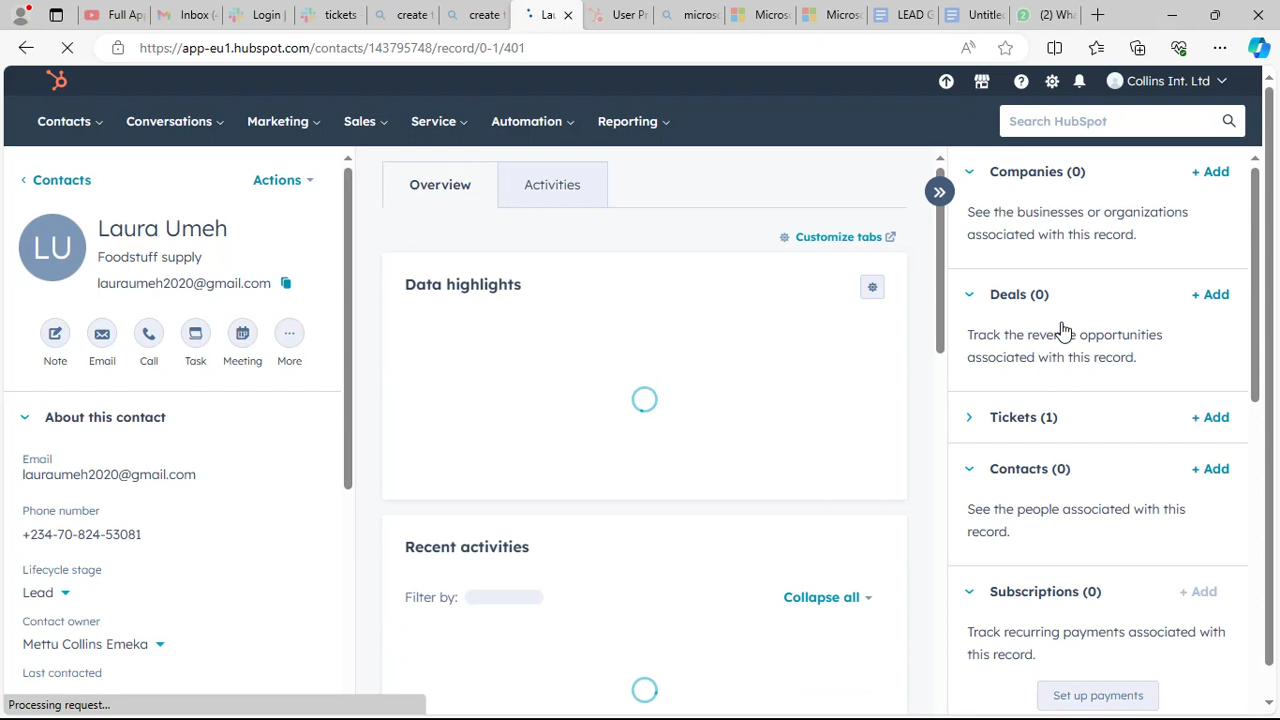 Full App
Inbox (
Login |
tickets
create t
create t
Lau
User Pr
micros
Micros
Micros
LEAD G
Untitle
(2) Wha
https://app-eu1.hubspot.com/contacts/143795748/record/0-1/401
Collins Int. Ltd
Contacts
Conversations
Marketing
Sales
Service
Automation
Reporting
Search HubSpot
Contacts
Actions
LU
Laura Umeh
Foodstuff supply
lauraumeh2020@gmail.com
Note
Email
Call
Task
Meeting
More
About this contact
Email
lauraumeh2020@gmail.com
Phone number
+234-70-824-53081
Lifecycle stage
Lead
Contact owner
Mettu Collins Emeka
Last contacted
Processing request...
Overview
Activities
Customize tabs
Data highlights
Recent activities
Filter by:
Collapse all
Companies (0)
+ Add
See the businesses or organizations
associated with this record.
Deals (0)
+ Add
Track the revenue opportunities
associated with this record.
Tickets (1)
+ Add
Contacts (0)
+ Add
See the people associated with this
record.
Subscriptions (0)
+ Add
Track recurring payments associated with
this record.
Set up payments